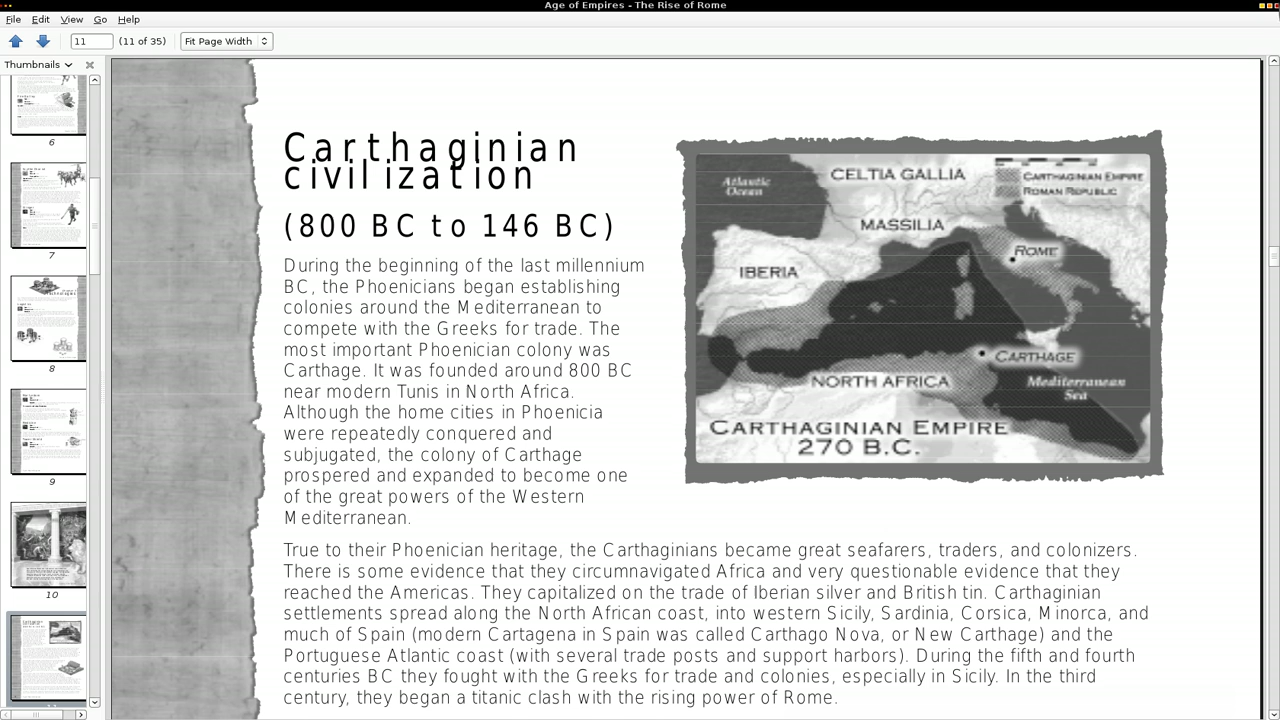 Age of Empires - The Rise of Rome
File Edit View Go Help
11 (11 of 35) Fit Page Width
Thumbnails
6
7
8
9
10
Carthaginian
civilization
(800 BC to 146 BC)
During the beginning of the last millennium
BC, the Phoenicians began establishing
colonies around the Mediterranean to
compete with the Greeks for trade. The
most important Phoenician colony was
Carthage. It was founded around 800 BC
near modern Tunis in North Africa.
Although the home cities in Phoenicia
were repeatedly conquered and
subjugated, the colony of Carthage
prospered and expanded to become one
of the great powers of the Western
Mediterranean.
Atlantic
Ocean
CELTIA GALLIA
CARTHAGINIAN EMPIRE
ROMAN REPUBLIC
MASSILIA
ROME
IBERIA
CARTHAGE
NORTH AFRICA
Mediterranean
Sea
CARTHAGINIAN EMPIRE
270 B.C.
True to their Phoenician heritage, the Carthaginians became great seafarers, traders, and colonizers.
There is some evidence that they circumnavigated Africa and very questionable evidence that they
reached the Americas. They capitalized on the trade of Iberian silver and British tin. Carthaginian
settlements spread along the North African coast, into western Sicily, Sardinia, Corsica, Minorca, and
much of Spain (modern Cartagena in Spain was called Carthago Nova, or New Carthage) and the
Portuguese Atlantic coast (with several trade posts and support harbors). During the fifth and fourth
centuries BC they fought with the Greeks for trade and colonies, especially in Sicily. In the third
century, they began a titanic clash with the rising power of Rome.